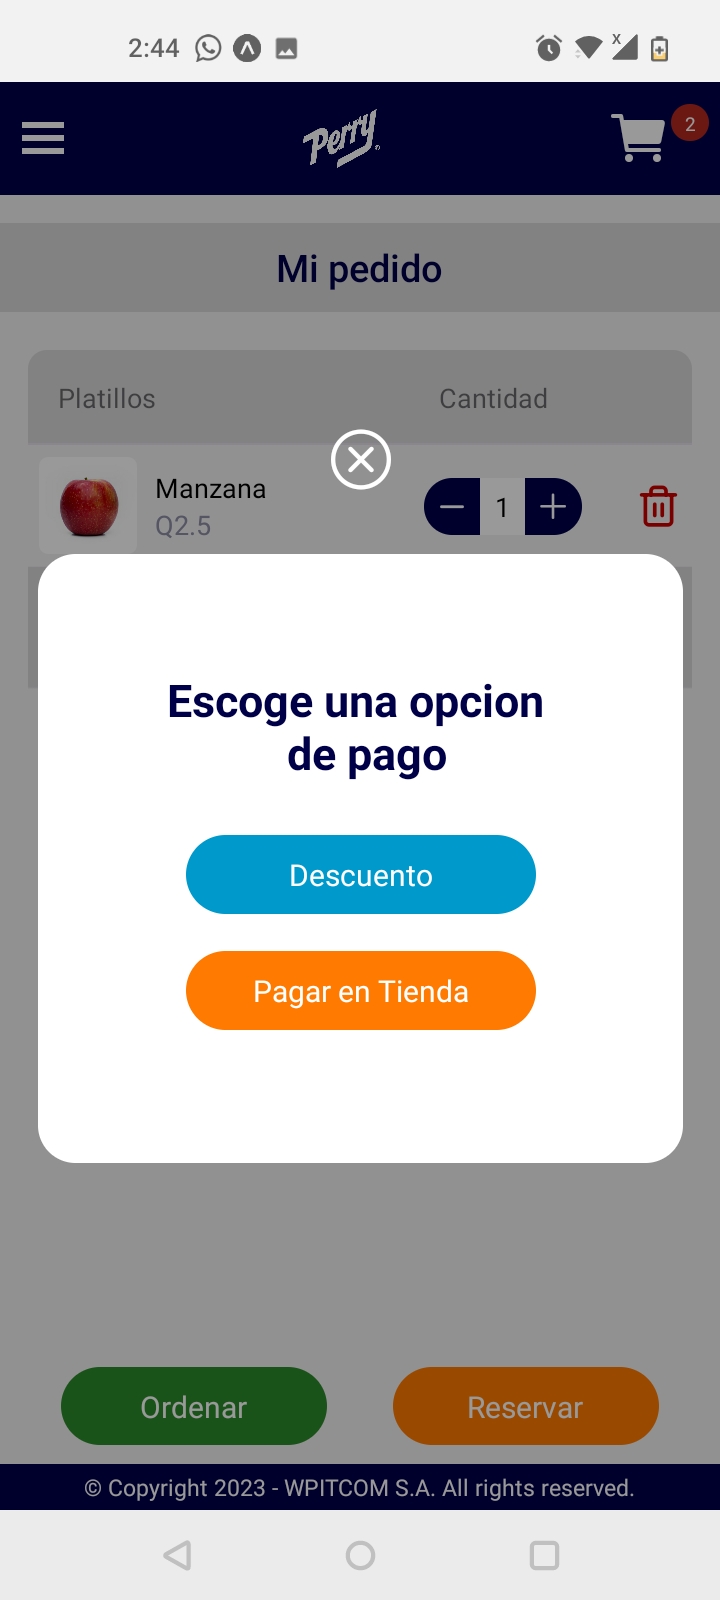 2:44
x
Perry
2
Mi pedido
Platillos Cantidad
Manzana
Q2.5
1
Escoge una opcion
de pago
Descuento
Pagar en Tienda
Ordenar Reservar
© Copyright 2023 - WPITCOM S.A. All rights reserved.